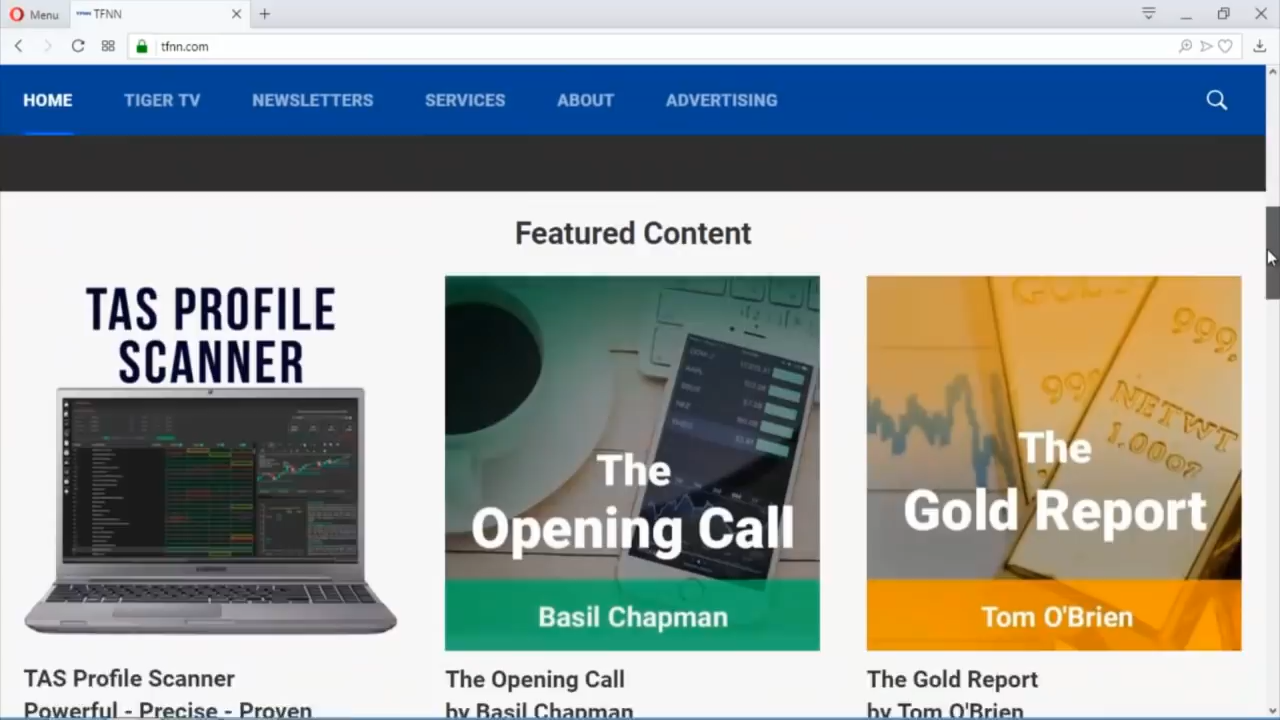 Menu
TFNN
tfnn.com
HOME
TIGER TV
NEWSLETTERS
SERVICES
ABOUT
ADVERTISING
Featured Content
TAS PROFILE
SCANNER
The
Opening Call
Basil Chapman
999.
NETWT
The
Gold Report
Tom O'Brien
TAS Profile Scanner
Powerful - Precise - Proven
The Opening Call
by Basil Chapman
The Gold Report
by Tom O'Brien